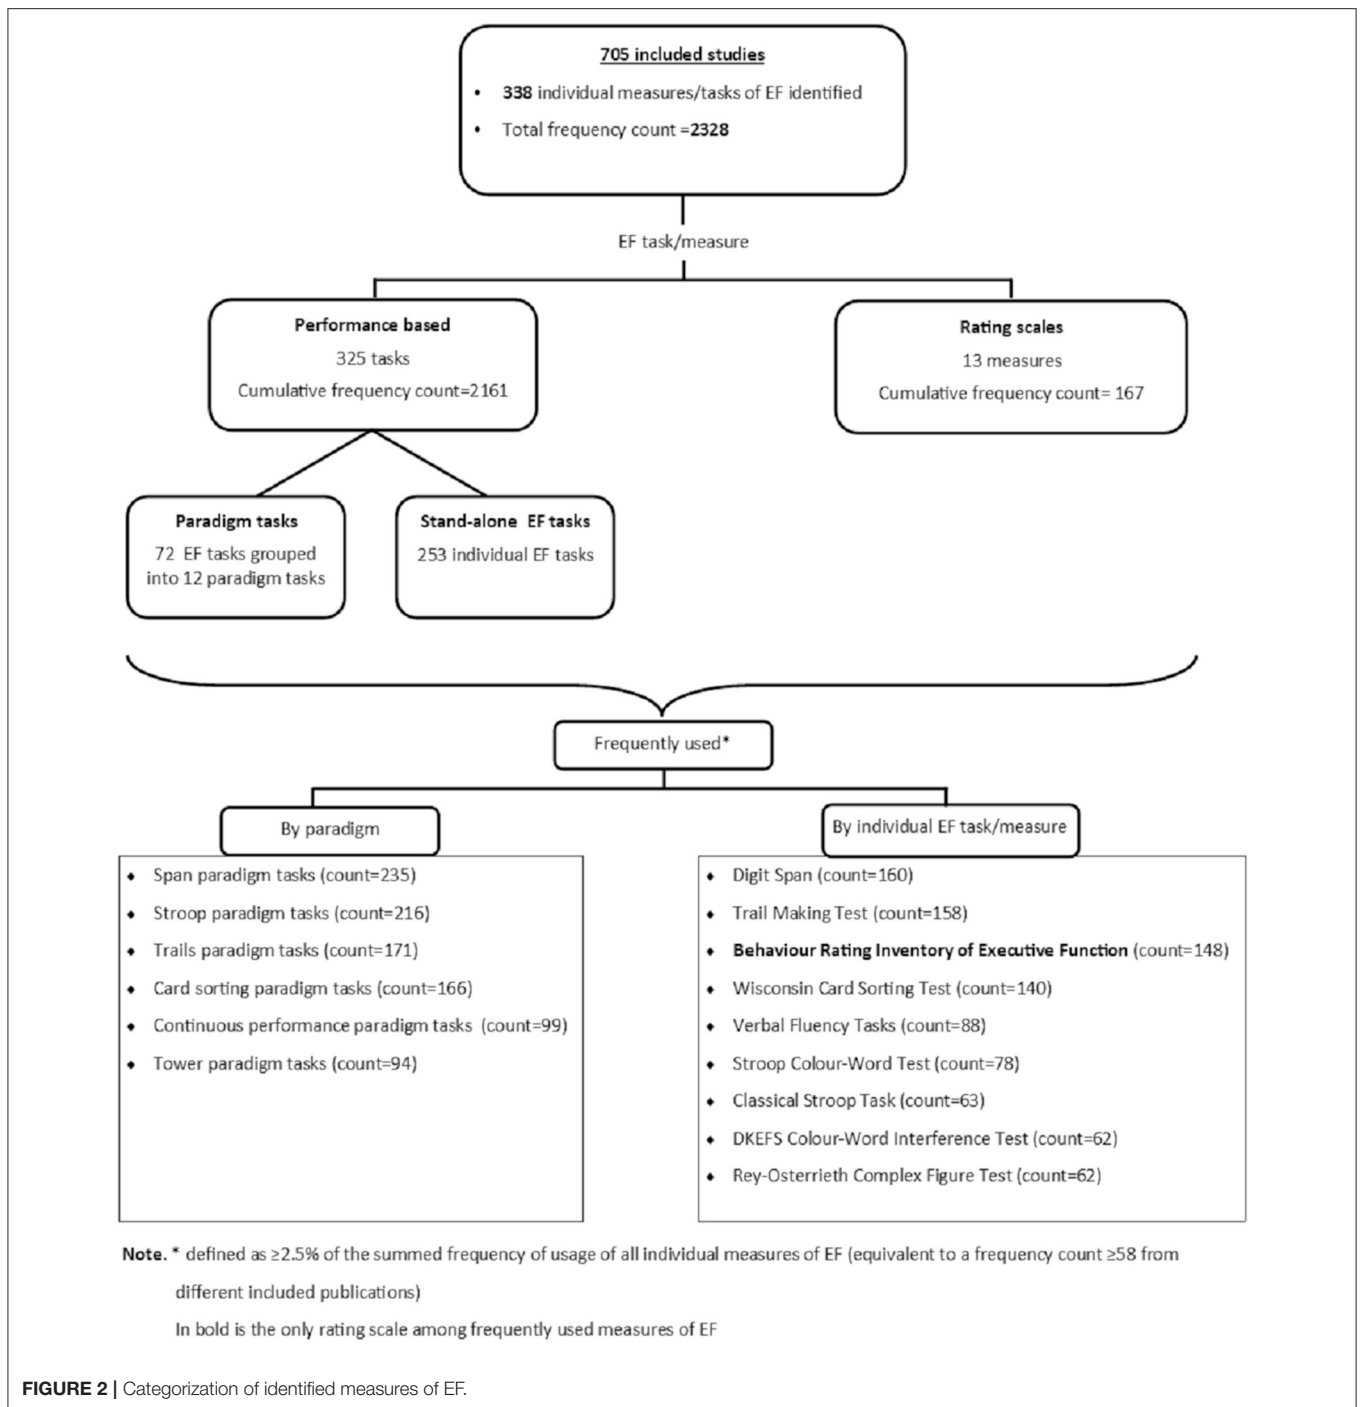 705 included studies
• 338 individual measures/tasks of EF identified
• Total frequency count =2328
EF task/measure
Performance based
325 tasks
Cumulative frequency count=2161
Rating scales
13 measures
Cumulative frequency count= 167
Paradigm tasks
72 EF tasks grouped
into 12 paradigm tasks
Stand-alone EF tasks
253 individual EF tasks
Frequently used*
By paradigm
♦ Span paradigm tasks (count=235)
♦ Stroop paradigm tasks (count=216)
♦ Trails paradigm tasks (count=171)
♦ Card sorting paradigm tasks (count=166)
♦ Continuous performance paradigm tasks (count=99)
♦ Tower paradigm tasks (count=94)
By individual EF task/measure
♦ Digit Span (count=160)
♦ Trail Making Test (count=158)
♦ Behaviour Rating Inventory of Executive Function (count=148)
♦ Wisconsin Card Sorting Test (count=140)
♦ Verbal Fluency Tasks (count=88)
♦ Stroop Colour-Word Test (count=78)
♦ Classical Stroop Task (count=63)
♦ DKEFS Colour-Word Interference Test (count=62)
♦ Rey-Osterrieth Complex Figure Test (count=62)
Note. * defined as ≥2.5% of the summed frequency of usage of all individual measures of EF (equivalent to a frequency count ≥58 from
different included publications)
In bold is the only rating scale among frequently used measures of EF
FIGURE 2 | Categorization of identified measures of EF.